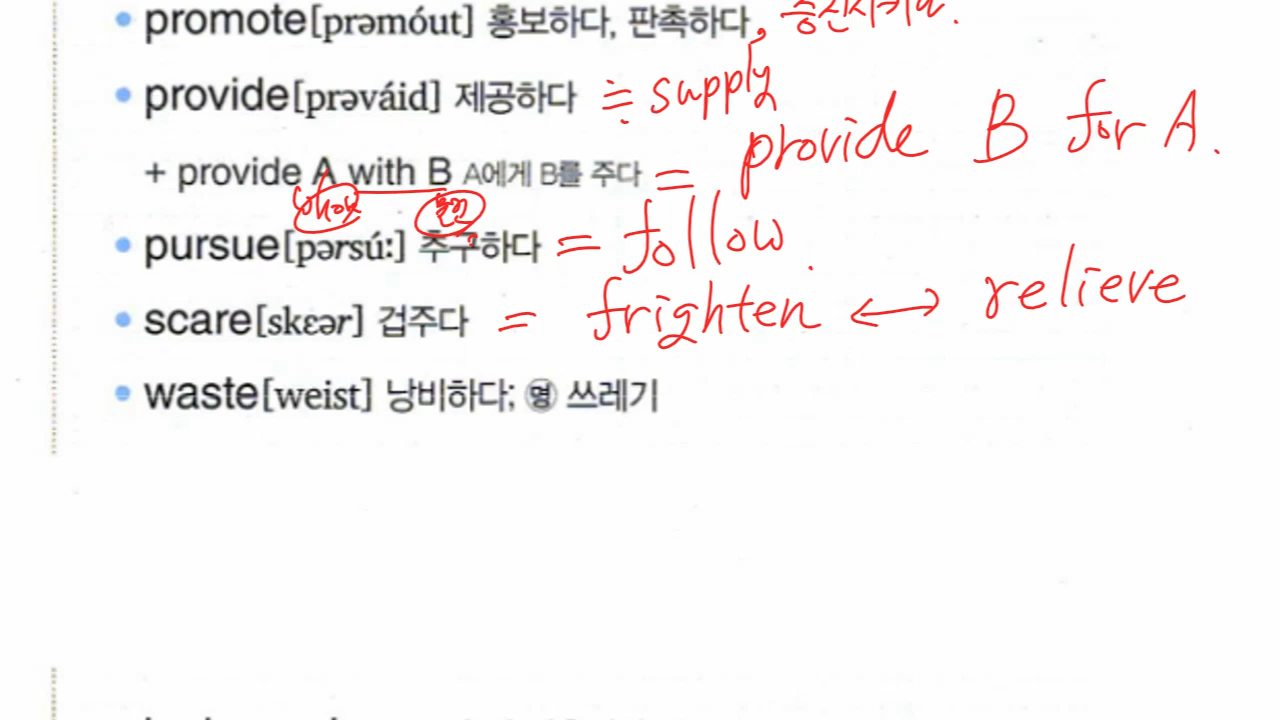 promote[prəmóut] 홍보하다, 판촉하다, 증진시키다.
provide[prəváid] 제공하다 ≒ supply
+ provide A with B A에게 B를 주다 = provide B for A.
pursue[pərsúː] 추구하다 = follow.
scare[skɛər] 겁주다 = frighten ↔ relieve
waste[weist] 낭비하다; 명 쓰레기